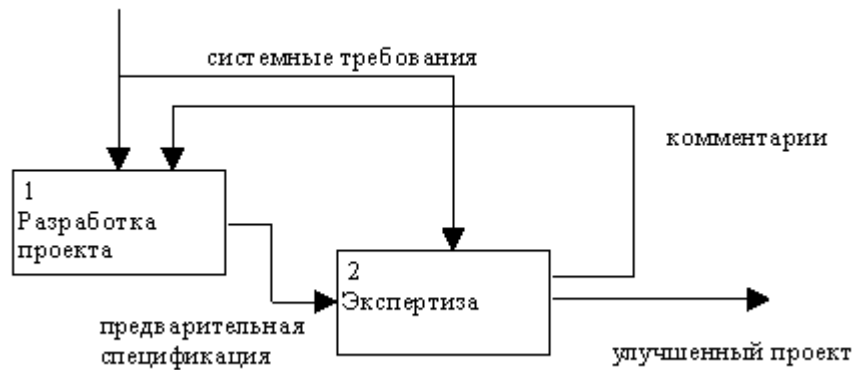 системные требования
комментарии
1
Разработка
проекта
2
Экспертиза
предварительная
спецификация
улучшенный проект